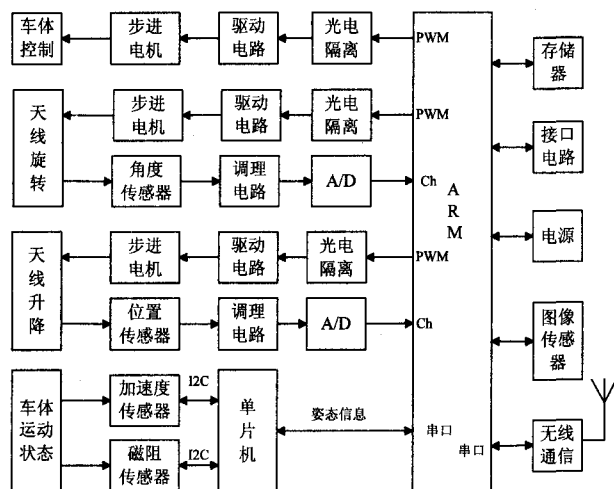 车体
控制
步进
电机
驱动
电路
光电
隔离
PWM
存储
器
天
线
旋
转
步进
电机
驱动
电路
光电
隔离
PWM
接口
电路
角度
传感器
调理
电路
A/D
Ch
A
R
M
电源
天
线
升
降
步进
电机
驱动
电路
光电
隔离
PWM
位置
传感器
调理
电路
A/D
Ch
图像
传感
器
车体
运动
状态
加速度
传感器
I2C
磁阻
传感器
I2C
单
片
机
姿态信息
串口
串口
无线
通信